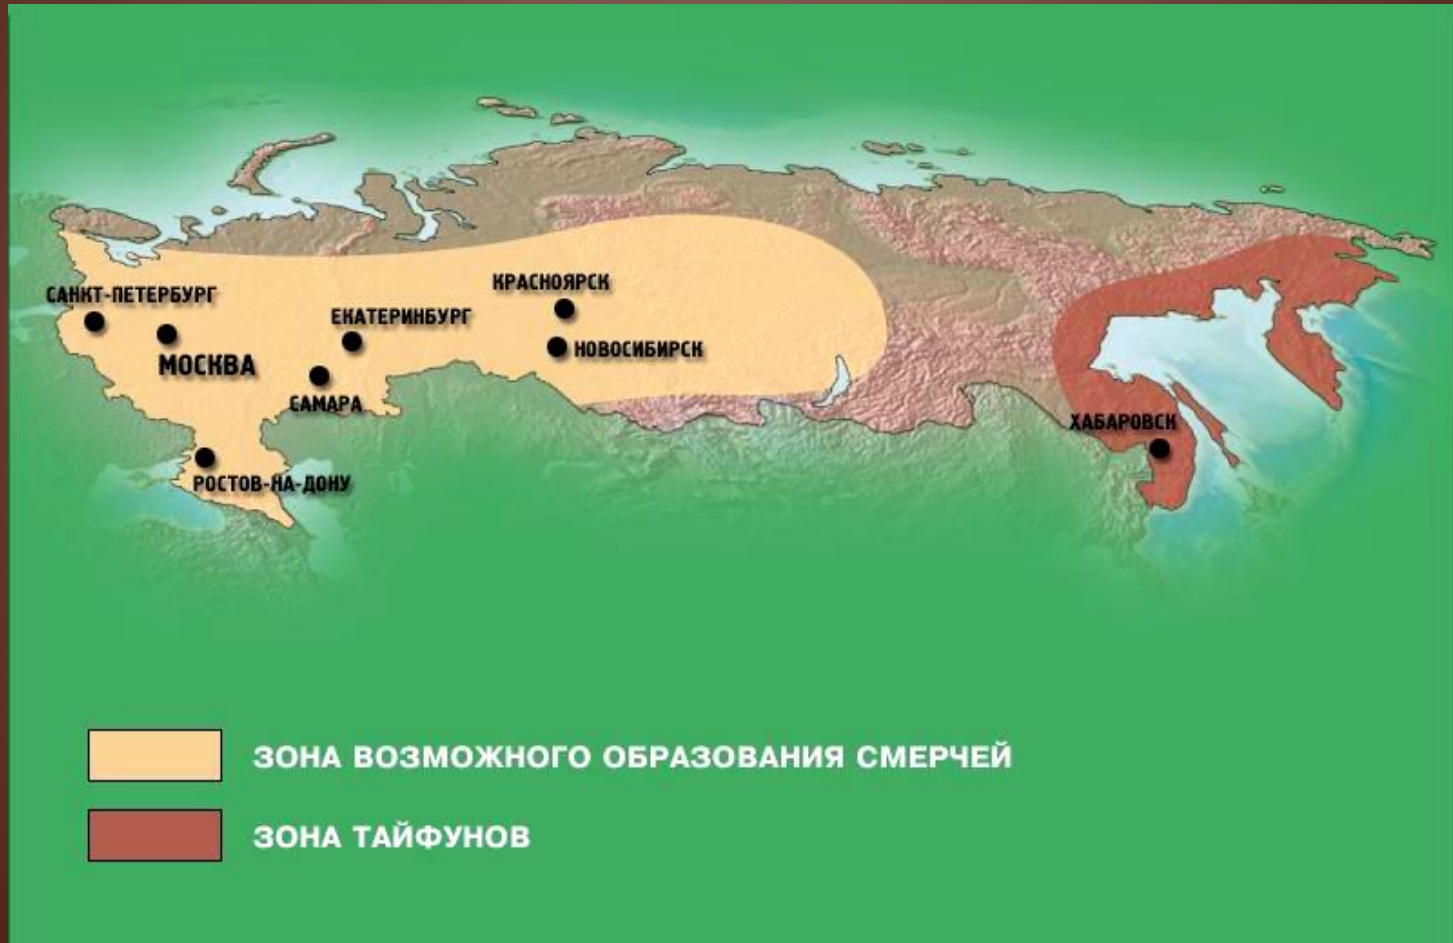 САНКТ-ПЕТЕРБУРГ
МОСКВА
ЕКАТЕРИНБУРГ
САМАРА
РОСТОВ-НА-ДОНУ
КРАСНОЯРСК
НОВОСИБИРСК
ХАБАРОВСК
ЗОНА ВОЗМОЖНОГО ОБРАЗОВАНИЯ СМЕРЧЕЙ
ЗОНА ТАЙФУНОВ